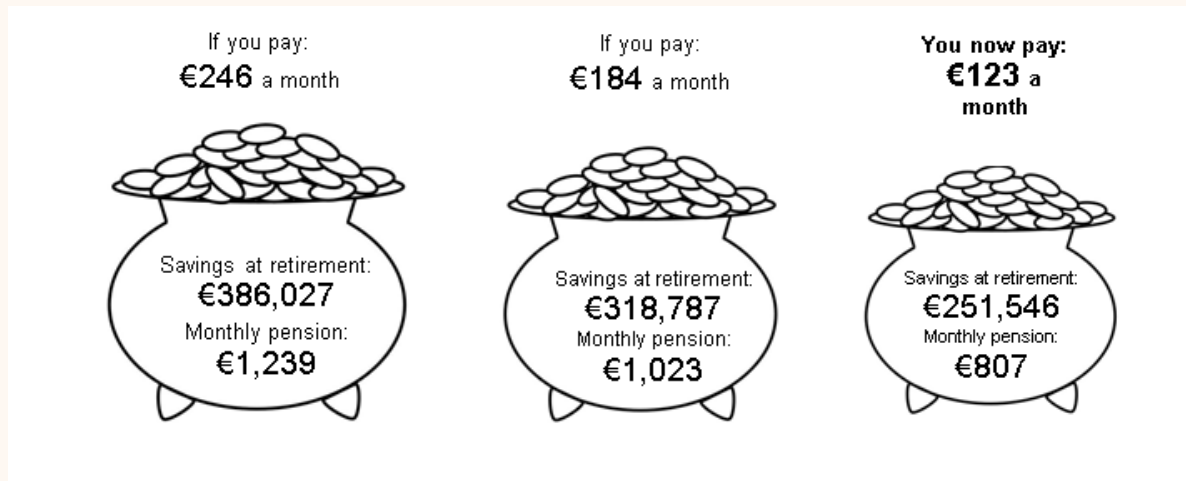 If you pay:
€246 a month
Savings at retirement:
€386,027
Monthly pension:
€1,239
If you pay:
€184 a month
Savings at retirement:
€318,787
Monthly pension:
€1,023
You now pay:
€123 a
month
Savings at retirement:
€251,546
Monthly pension:
€807